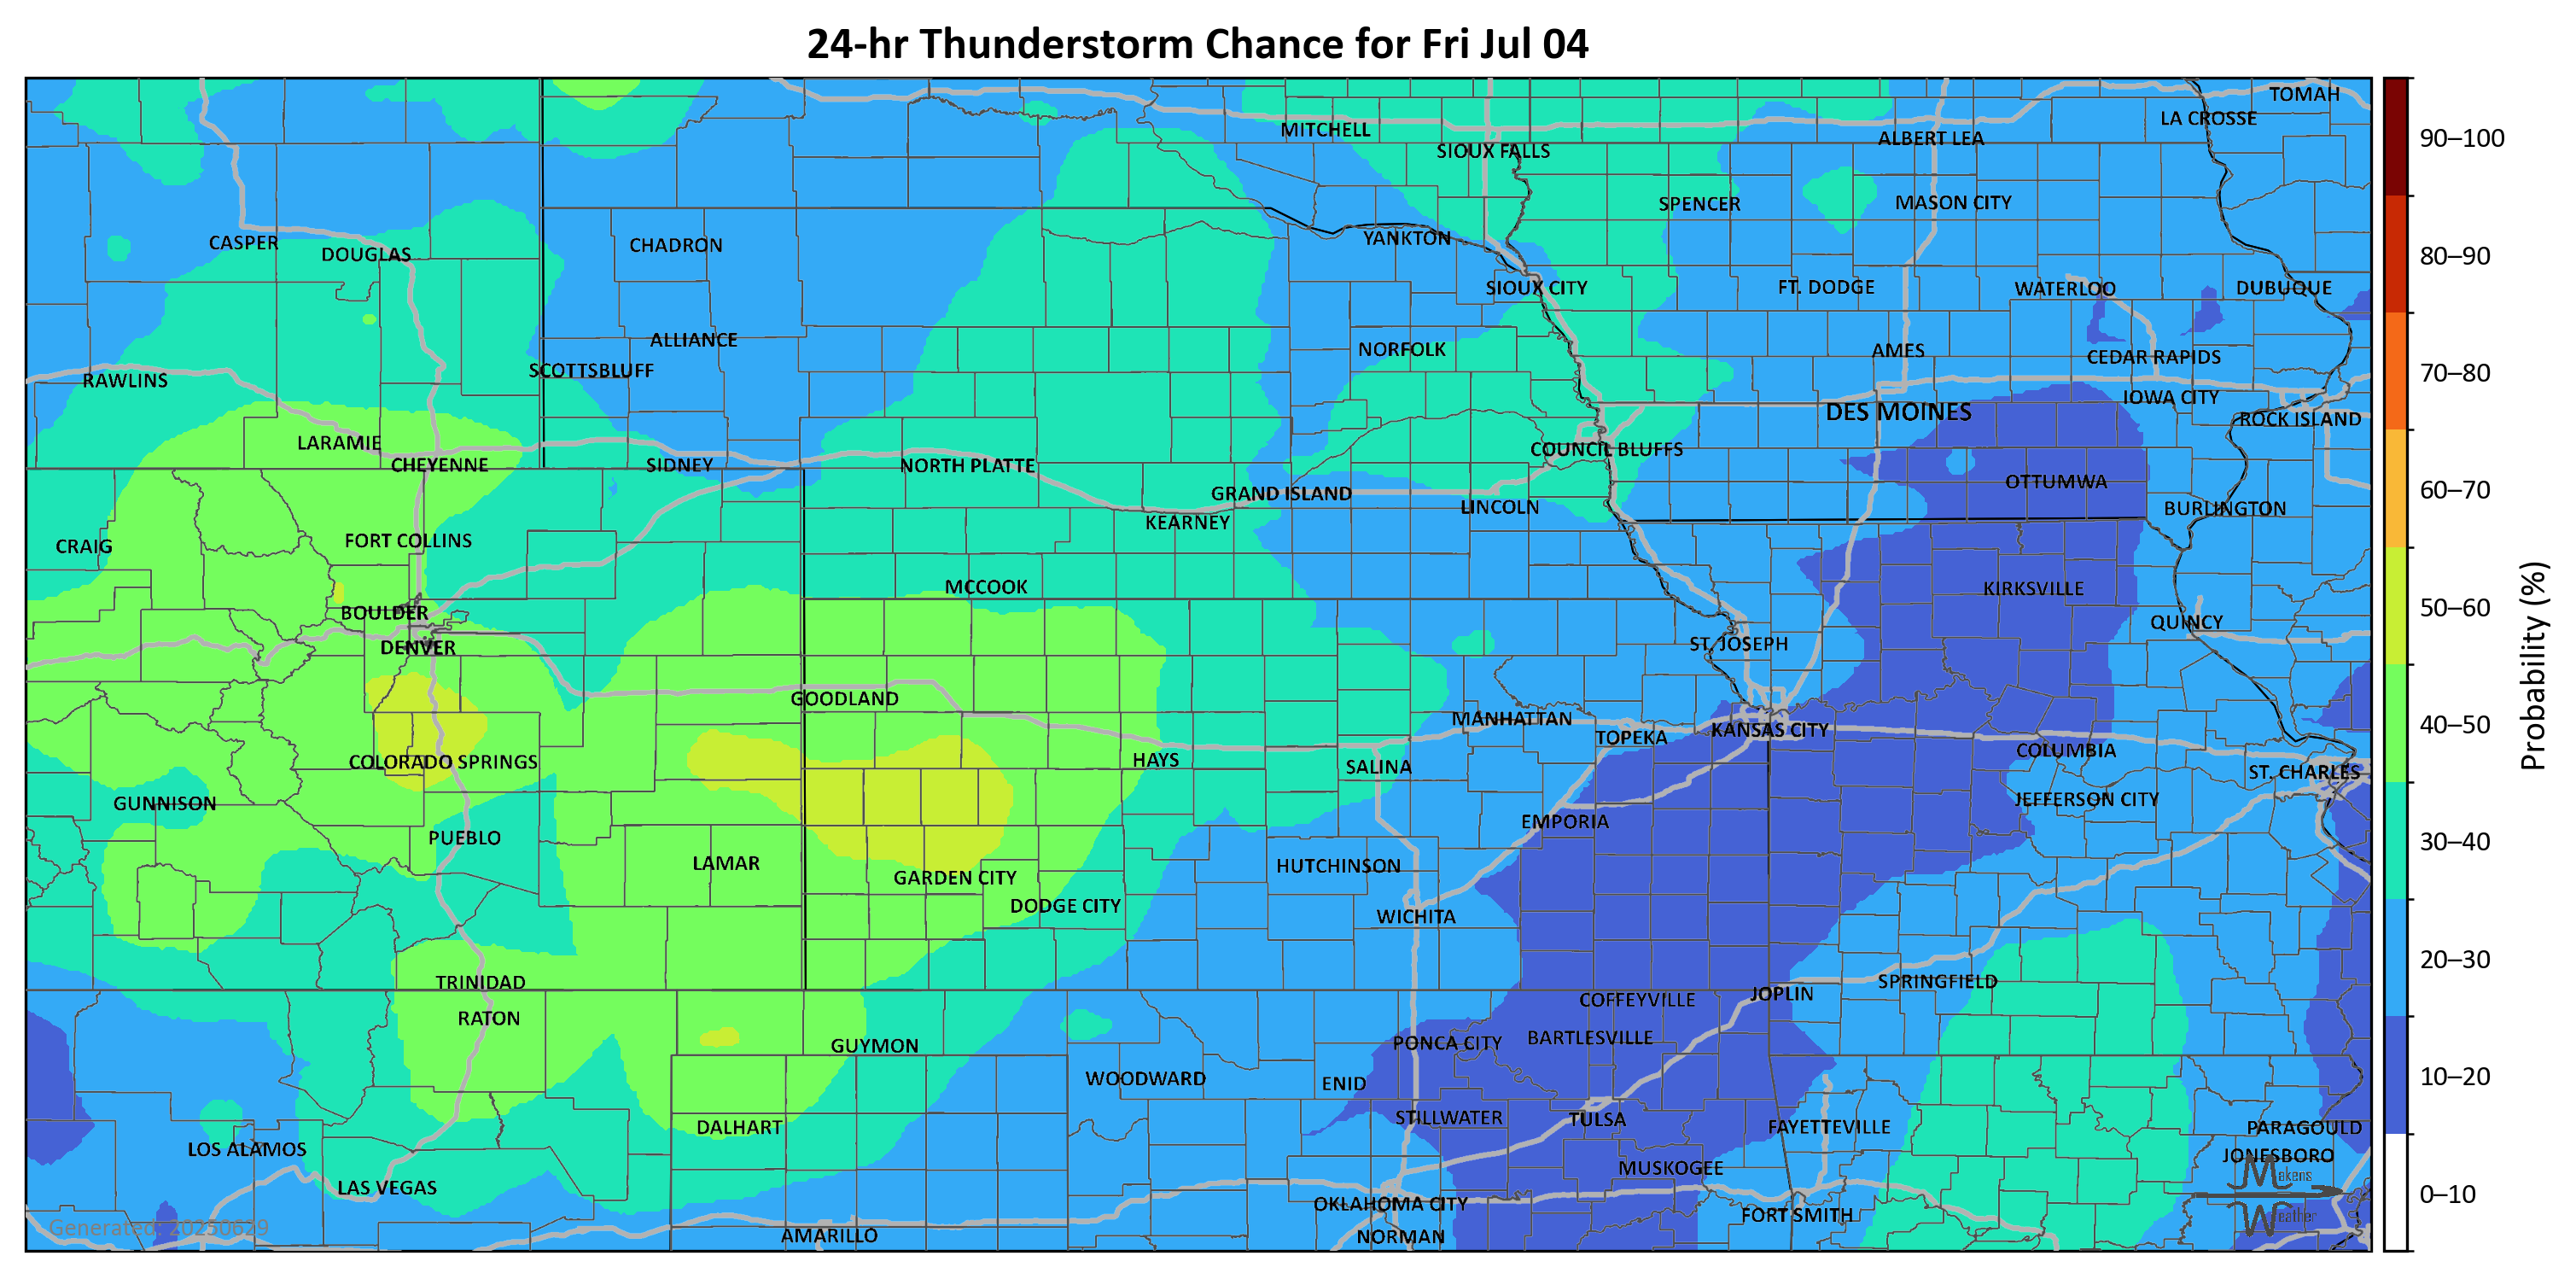 24-hr Thunderstorm Chance for Fri Jul 04
TOMAH
LA CROSSE
MITCHELL
ALBERT LEA
90–100
SIOUX FALLS
SPENCER
MASON CITY
CASPER
DOUGLAS
CHADRON
YANKTON
80–90
SIOUX CITY
FT. DODGE
WATERLOO
DUBUQUE
ALLIANCE
NORFOLK
AMES
CEDAR RAPIDS
RAWLINS
SCOTTSBLUFF
70–80
IOWA CITY
DES MOINES
ROCK ISLAND
LARAMIE
COUNCIL BLUFFS
CHEYENNE
SIDNEY
NORTH PLATTE
OTTUMWA
60–70
GRAND ISLAND
LINCOLN
BURLINGTON
KEARNEY
CRAIG
FORT COLLINS
MCCOOK
KIRKSVILLE
50–60
BOULDER
QUINCY
DENVER
ST. JOSEPH
Probability (%)
GOODLAND
MANHATTAN
40–50
KANSAS CITY
TOPEKA
COLUMBIA
COLORADO SPRINGS
HAYS
SALINA
ST. CHARLES
GUNNISON
JEFFERSON CITY
EMPORIA
PUEBLO
30–40
LAMAR
HUTCHINSON
GARDEN CITY
DODGE CITY
WICHITA
20–30
TRINIDAD
SPRINGFIELD
COFFEYVILLE
JOPLIN
RATON
GUYMON
PONCA CITY
BARTLESVILLE
WOODWARD
ENID
10–20
DALHART
STILLWATER
TULSA
FAYETTEVILLE
PARAGOULD
LOS ALAMOS
JONESBORO
MUSKOGEE
Makens
LAS VEGAS
0–10
OKLAHOMA CITY
FORT SMITH
Weather
Generated: 20250629
AMARILLO
NORMAN